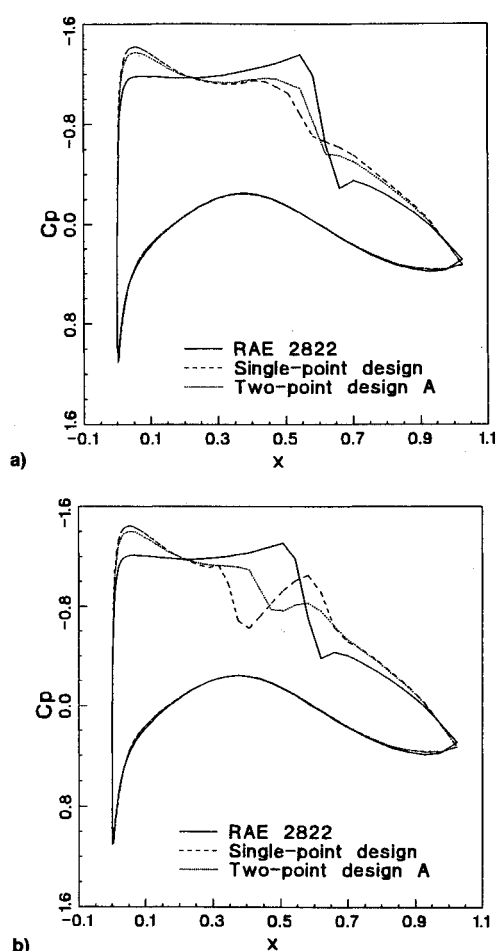 -1.6
-0.8
0.0
0.8
1.6
Cp
RAE 2822
Single-point design
Two-point design A
-0.1 0.1 0.3 0.5 0.7 0.9 1.1
x
a)
-1.6
-0.8
0.0
0.8
1.6
Cp
RAE 2822
Single-point design
Two-point design A
-0.1 0.1 0.3 0.5 0.7 0.9 1.1
x
b)